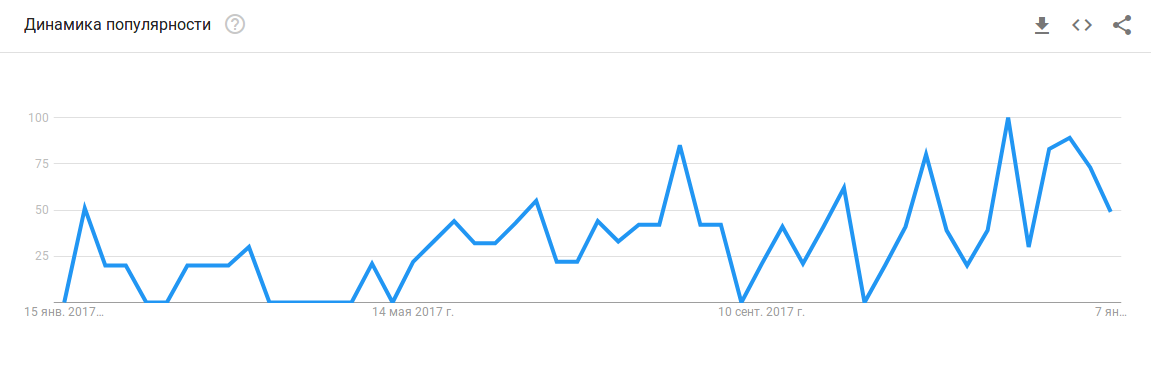 Динамика популярности ?
100
75
50
25
15 янв. 2017…
14 мая 2017 г.
10 сент. 2017 г.
7 ян…